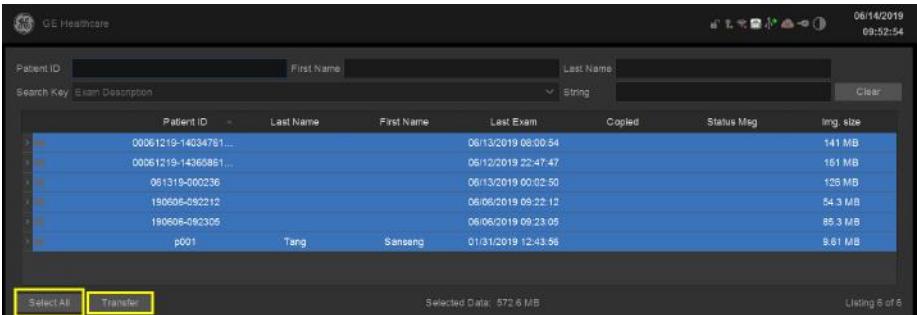 GE Healthcare
06/14/2019
09:52:54
Patient ID First Name Last Name
Search Key Exam Description String Clear
Patient ID Last Name First Name Last Exam Copied Status Msg Img. size
00061219-14034761... 06/13/2019 08:00:54 141 MB
00061219-14365861... 06/12/2019 22:47:47 151 MB
061319-000236 06/13/2019 00:02:50 126 MB
190606-092212 06/06/2019 09:22:12 54.3 MB
190606-092305 06/06/2019 09:23:05 85.3 MB
p001 Tang Sansang 01/31/2019 12:43:56 9.61 MB
Select All Transfer Selected Data: 572.6 MB Listing 6 of 6